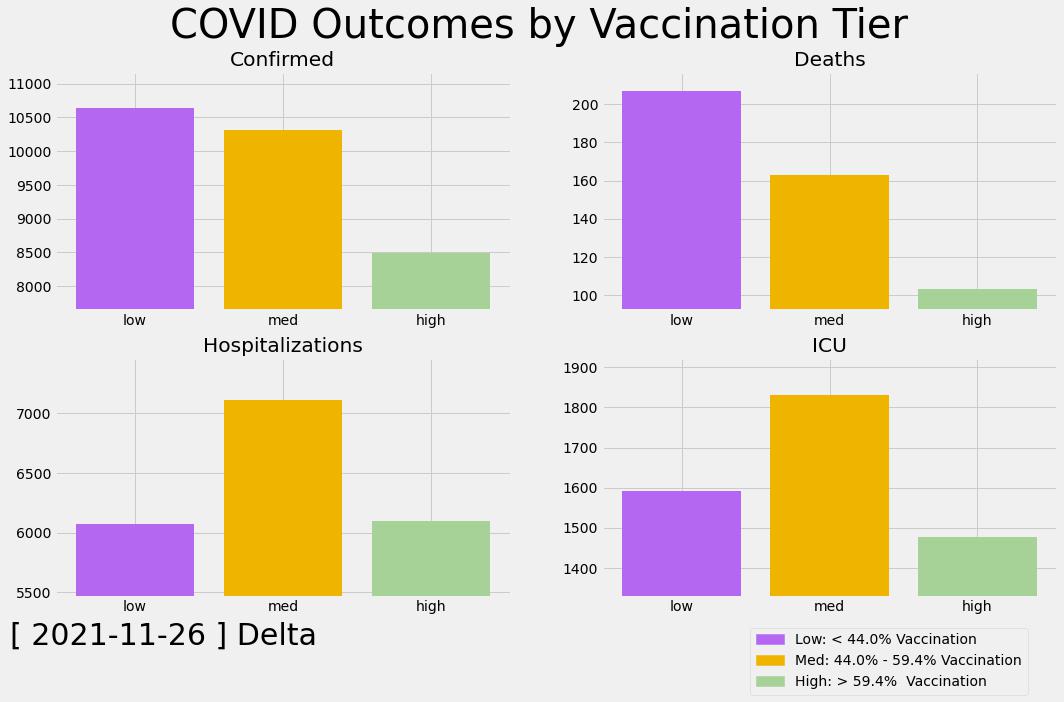 COVID Outcomes by Vaccination Tier
Confirmed
11000
10500
10000
9500
9000
8500
8000
low med high
Deaths
200
180
160
140
120
100
low med high
Hospitalizations
7000
6500
6000
5500
low med high
ICU
1900
1800
1700
1600
1500
1400
low med high
[ 2021-11-26 ] Delta
Low: < 44.0% Vaccination
Med: 44.0% - 59.4% Vaccination
High: > 59.4%  Vaccination